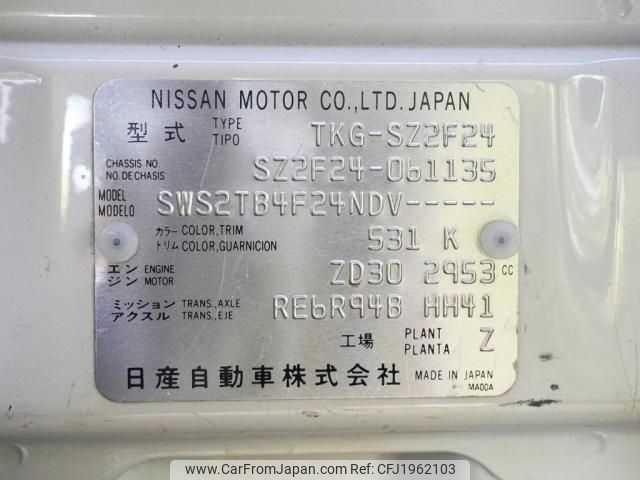 NISSAN MOTOR CO.,LTD. JAPAN
型式 TYPE TIPO TKG-SZ2F24
CHASSIS NO. NO. DE CHASIS SZ2F24-061135
MODEL MODELO SWS2TB4F24NDV-----
カラー COLOR,TRIM トリム COLOR,GUARNICION 531 K
エンジン ENGINE MOTOR ZD30 2953 CC
ミッション TRANS.,AXLE アクスル TRANS.,EJE RE6R94B HH41
工場 PLANT PLANTA Z
日産自動車株式会社 MADE IN JAPAN
MA00A
www.CarFromJapan.com | © CarFromJapan - CFJ1962103